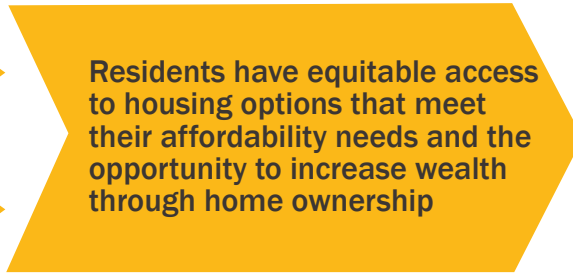 Residents have equitable access
to housing options that meet
their affordability needs and the
opportunity to increase wealth
through home ownership